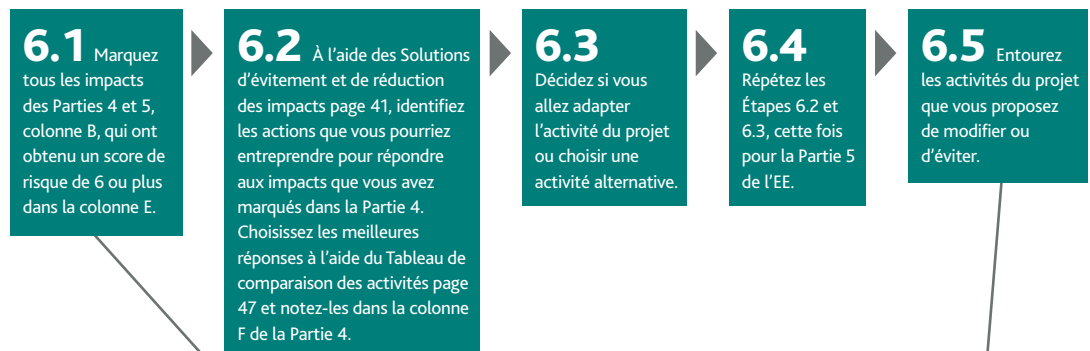 6.1 Marquez
tous les impacts
des Parties 4 et 5,
colonne B, qui ont
obtenu un score de
risque de 6 ou plus
dans la colonne E.
6.2 À l’aide des Solutions
d’évitement et de réduction
des impacts page 41, identifiez
les actions que vous pourriez
entreprendre pour répondre
aux impacts que vous avez
marqués dans la Partie 4.
Choisissez les meilleures
réponses à l’aide du Tableau de
comparaison des activités page
47 et notez-les dans la colonne
F de la Partie 4.
6.3
Décidez si vous
allez adapter
l’activité du projet
ou choisir une
activité alternative.
6.4
Répétez les
Étapes 6.2 et
6.3, cette fois
pour la Partie 5
de l’EE.
6.5 Entourez
les activités du projet
que vous proposez
de modifier ou
d’éviter.